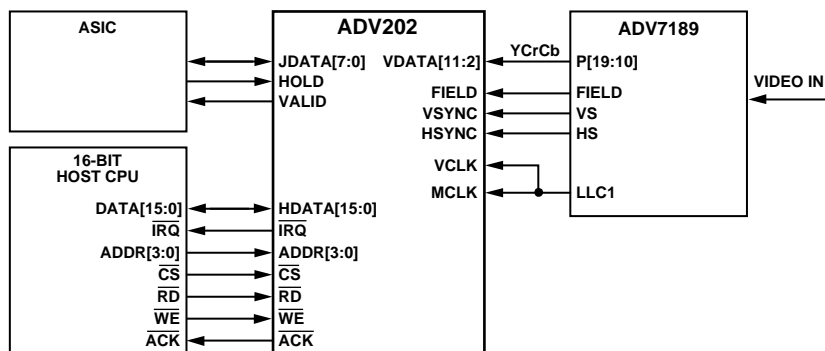 ASIC
ADV202
ADV7189
JDATA[7:0]
HOLD
VALID
VDATA[11:2]
YCrCb
P[19:10]
FIELD
FIELD
VSYNC
VS
HSYNC
HS
VIDEO IN
VCLK
MCLK
LLC1
16-BIT
HOST CPU
DATA[15:0]
HDATA[15:0]
IRQ
IRQ
ADDR[3:0]
ADDR[3:0]
CS
CS
RD
RD
WE
WE
ACK
ACK